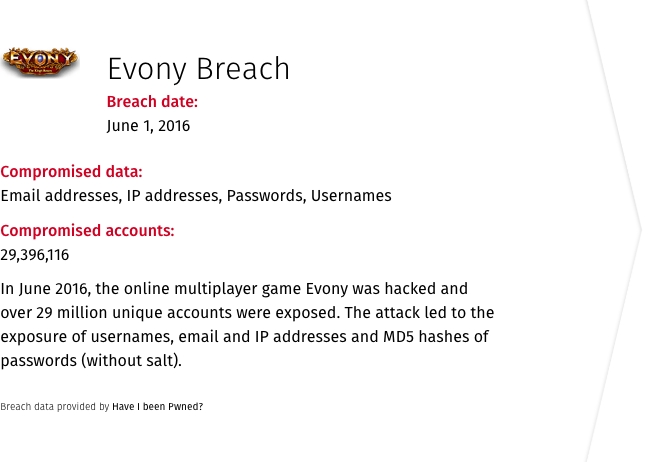 EVONY
Evony Breach
Breach date:
June 1, 2016
Compromised data:
Email addresses, IP addresses, Passwords, Usernames
Compromised accounts:
29,396,116
In June 2016, the online multiplayer game Evony was hacked and
over 29 million unique accounts were exposed. The attack led to the
exposure of usernames, email and IP addresses and MD5 hashes of
passwords (without salt).
Breach data provided by Have I been Pwned?